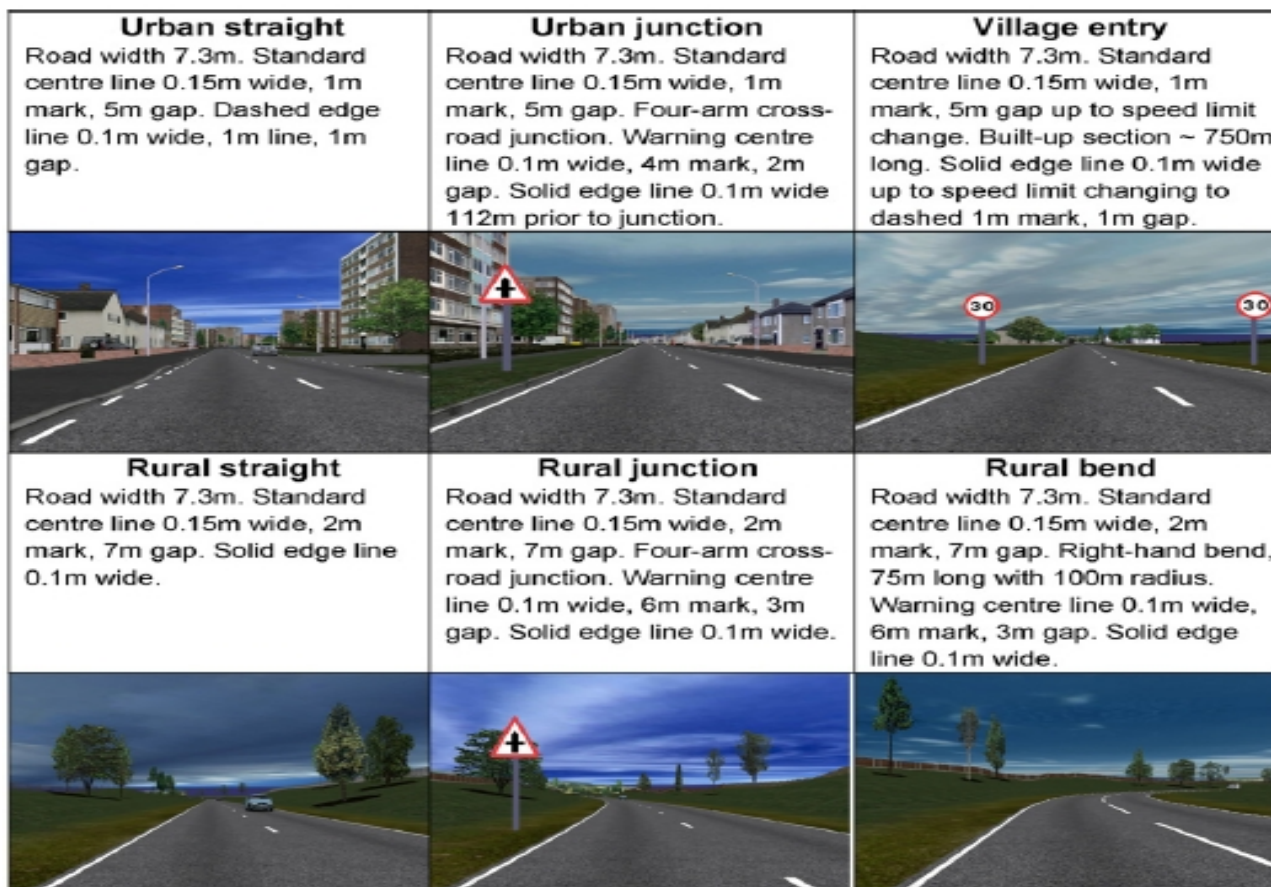 Urban straight
Road width 7.3m. Standard
centre line 0.15m wide, 1m
mark, 5m gap. Dashed edge
line 0.1m wide, 1m line, 1m
gap.
Urban junction
Road width 7.3m. Standard
centre line 0.15m wide, 1m
mark, 5m gap. Four-arm cross-
road junction. Warning centre
line 0.1m wide, 4m mark, 2m
gap. Solid edge line 0.1m wide
112m prior to junction.
Village entry
Road width 7.3m. Standard
centre line 0.15m wide, 1m
mark, 5m gap up to speed limit
change. Built-up section ~ 750m
long. Solid edge line 0.1m wide
up to speed limit changing to
dashed 1m mark, 1m gap.
30
30
Rural straight
Road width 7.3m. Standard
centre line 0.15m wide, 2m
mark, 7m gap. Solid edge line
0.1m wide.
Rural junction
Road width 7.3m. Standard
centre line 0.15m wide, 2m
mark, 7m gap. Four-arm cross-
road junction. Warning centre
line 0.1m wide, 6m mark, 3m
gap. Solid edge line 0.1m wide.
Rural bend
Road width 7.3m. Standard
centre line 0.15m wide, 2m
mark, 7m gap. Right-hand bend,
75m long with 100m radius.
Warning centre line 0.1m wide,
6m mark, 3m gap. Solid edge
line 0.1m wide.